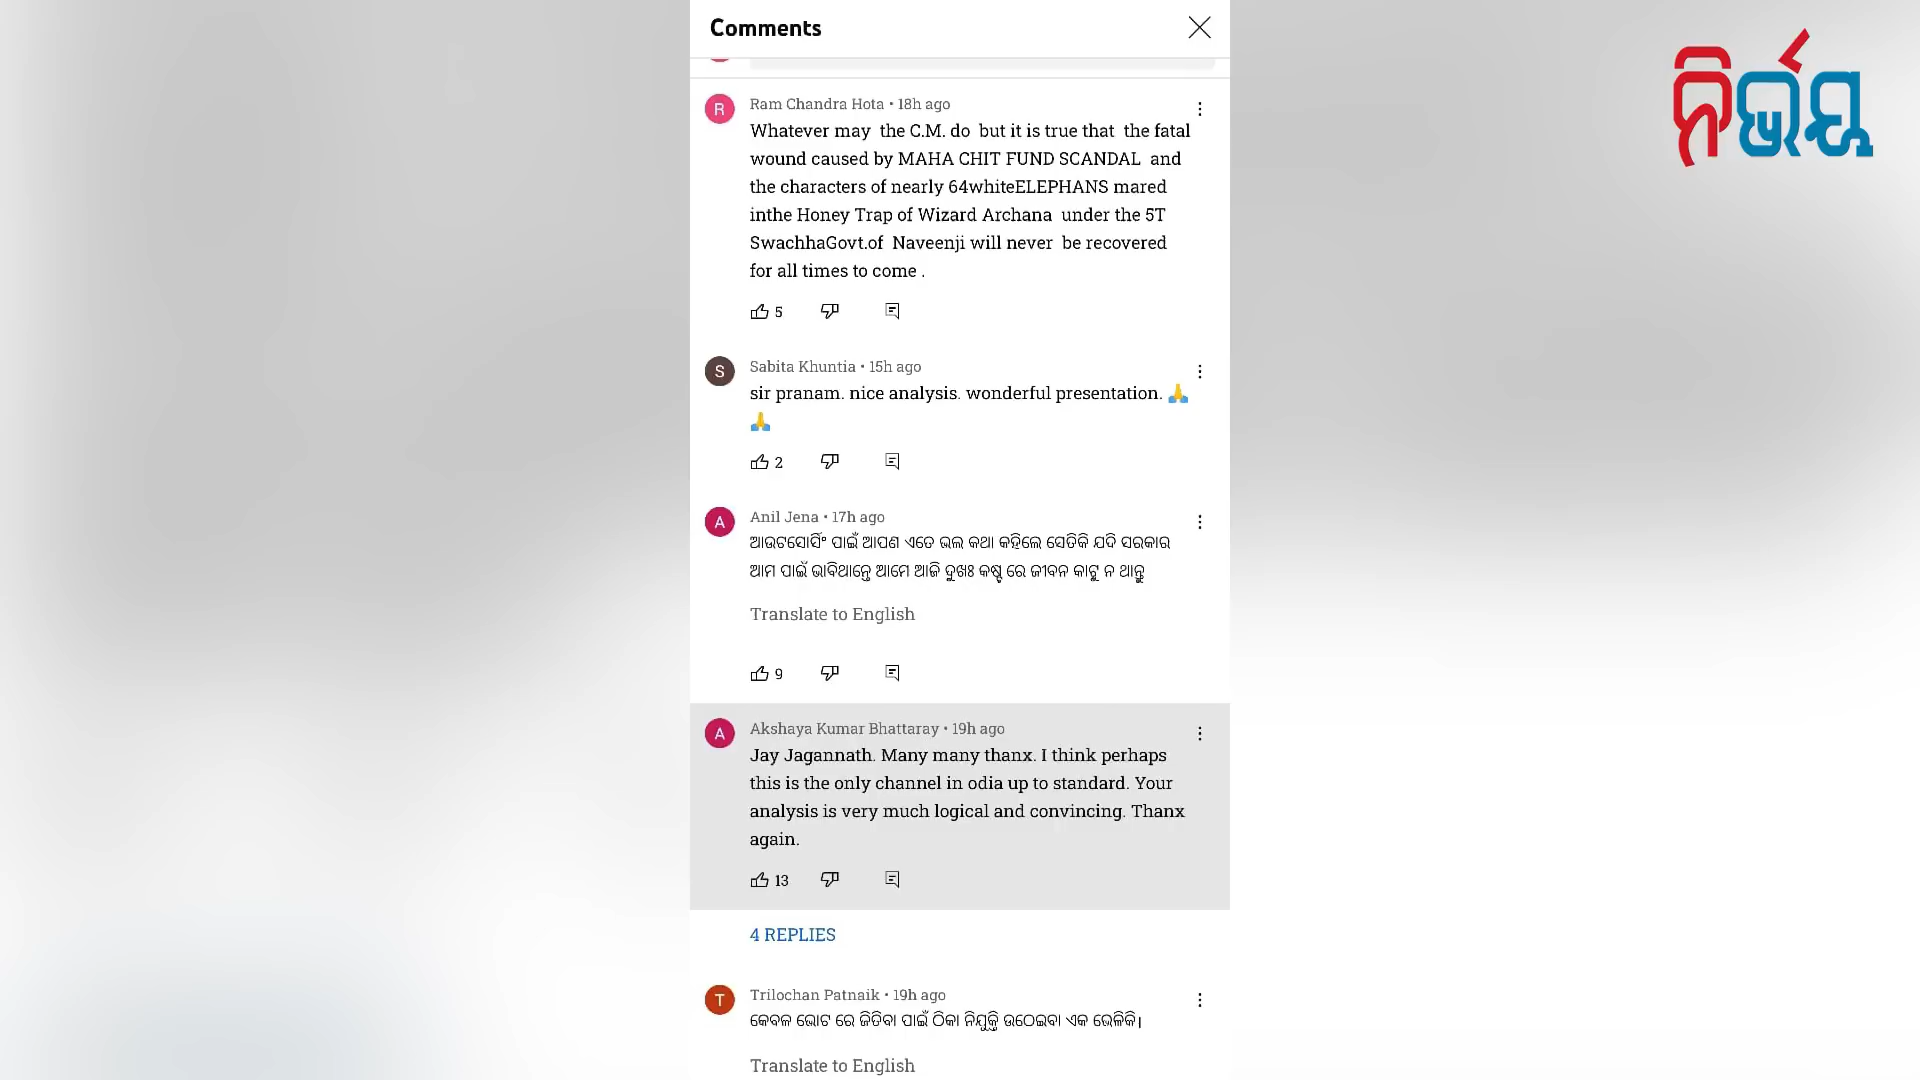 Comments
ନିର୍ଭୟ
R
Ram Chandra Hota • 18h ago
Whatever may the C.M. do but it is true that the fatal
wound caused by MAHA CHIT FUND SCANDAL and
the characters of nearly 64whiteELEPHANS mared
inthe Honey Trap of Wizard Archana under the 5T
SwachhaGovt.of Naveenji will never be recovered
for all times to come .
5
S
Sabita Khuntia • 15h ago
sir pranam. nice analysis. wonderful presentation. 🙏
🙏
2
A
Anil Jena • 17h ago
ଆଉଟସୋର୍ସିଂ ପାଇଁ ଆପଣ ଏତେ ଭଲ କଥା କହିଲେ ସେତିକି ଯଦି ସରକାର
ଆମ ପାଇଁ ଭାବିଥାନ୍ତେ ଆମେ ଆଜି ଦୁଖଃ କଷ୍ଟ ରେ ଜୀବନ କାଟୁ ନ ଥାନ୍ତୁ
Translate to English
9
A
Akshaya Kumar Bhattaray • 19h ago
Jay Jagannath. Many many thanx. I think perhaps
this is the only channel in odia up to standard. Your
analysis is very much logical and convincing. Thanx
again.
13
4 REPLIES
T
Trilochan Patnaik • 19h ago
କେବଳ ଭୋଟ ରେ ଜିତିବା ପାଇଁ ଠିକା ନିଯୁକ୍ତି ଉଠେଇବା ଏକ ଭେଳିକି।
Translate to English